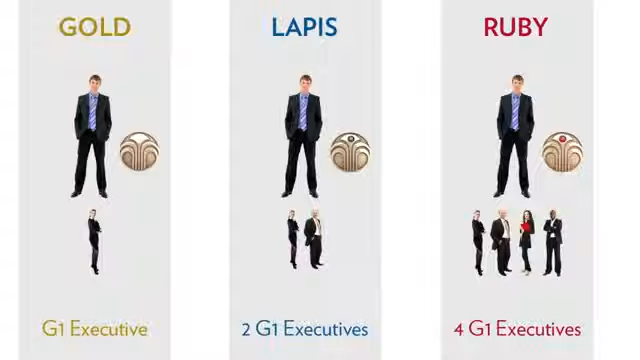 GOLD
LAPIS
RUBY
G1 Executive
2 G1 Executives
4 G1 Executives